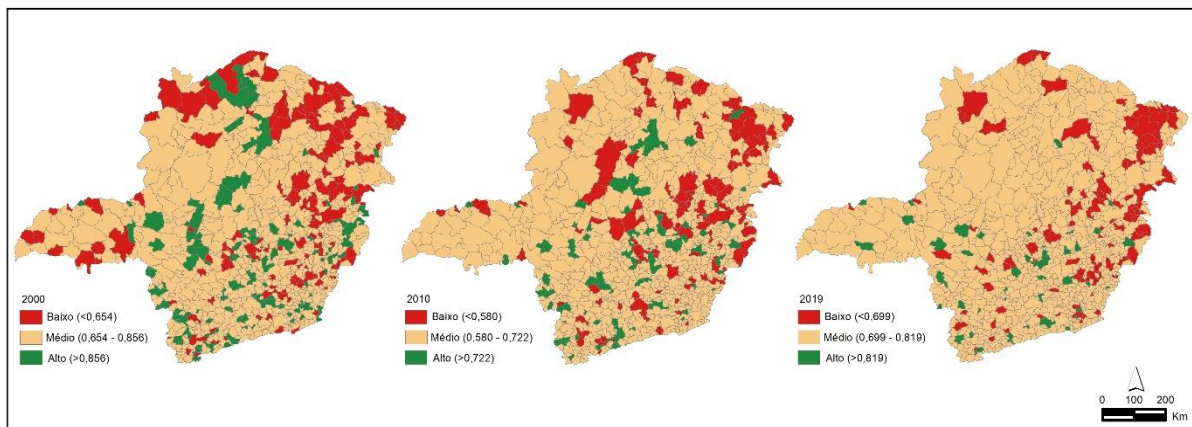 2000
Baixo (<0,654)
Médio (0,654 - 0,856)
Alto (>0,856)
2010
Baixo (<0,580)
Médio (0,580 - 0,722)
Alto (>0,722)
2019
Baixo (<0,699)
Médio (0,699 - 0,819)
Alto (>0,819)
0 100 200
Km